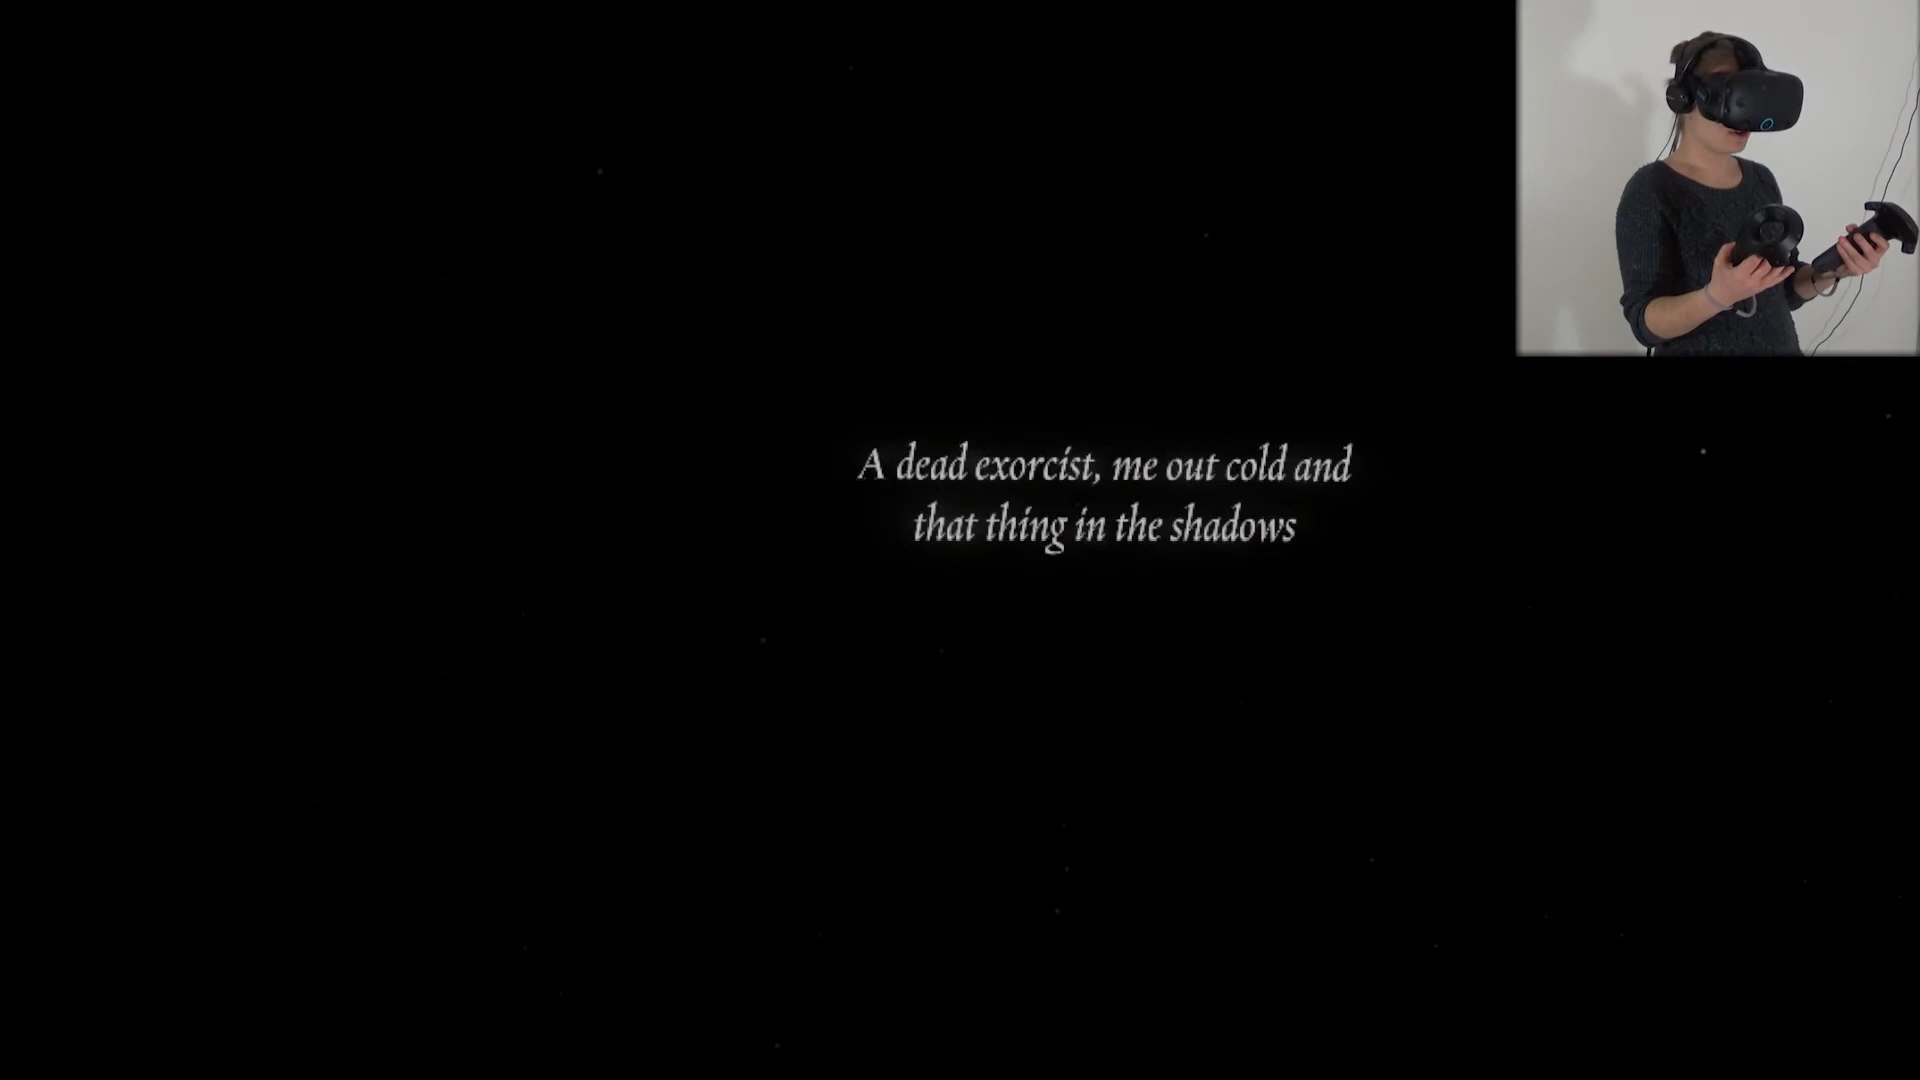 A dead exorcist, me out cold and
that thing in the shadows